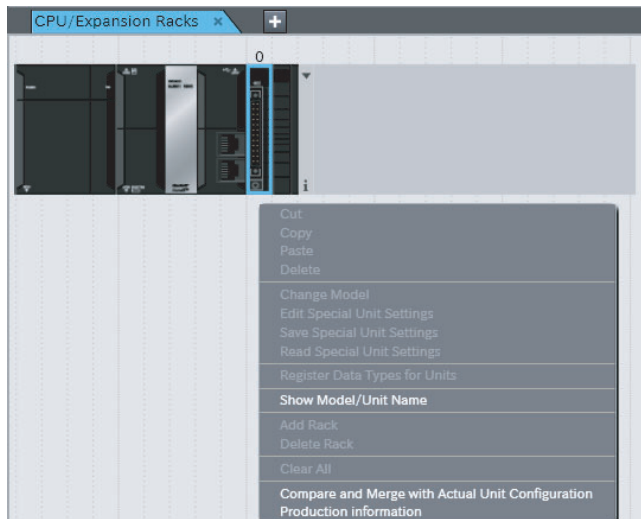 CPU/Expansion Racks × +
0
Cut
Copy
Paste
Delete
Change Model
Edit Special Unit Settings
Save Special Unit Settings
Read Special Unit Settings
Register Data Types for Units
Show Model/Unit Name
Add Rack
Delete Rack
Clear All
Compare and Merge with Actual Unit Configuration
Production information